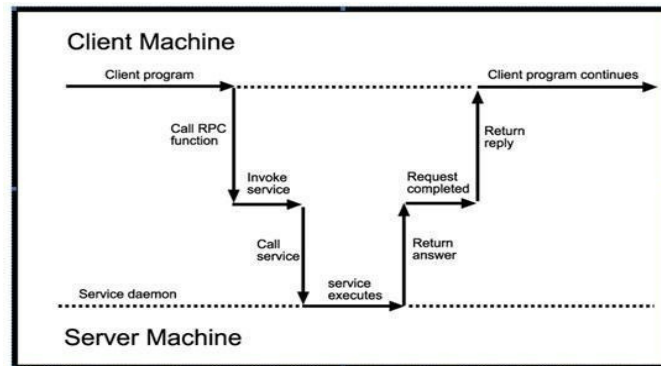 Client Machine
Client program
Client program continues
Call RPC
function
Return
reply
Invoke
service
Request
completed
Call
service
Return
answer
Service daemon
service
executes
Server Machine